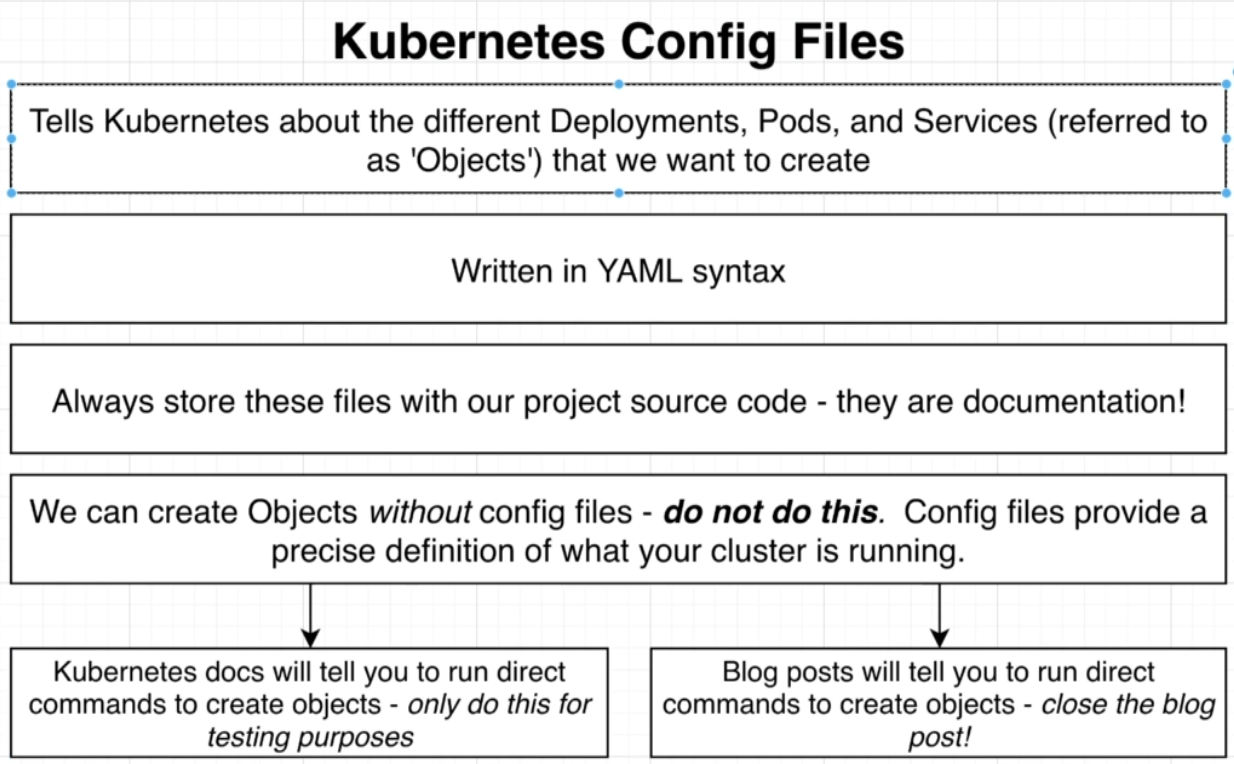 Kubernetes Config Files
Tells Kubernetes about the different Deployments, Pods, and Services (referred to
as 'Objects') that we want to create
Written in YAML syntax
Always store these files with our project source code - they are documentation!
We can create Objects without config files - do not do this.  Config files provide a
precise definition of what your cluster is running.
Kubernetes docs will tell you to run direct
commands to create objects - only do this for
testing purposes
Blog posts will tell you to run direct
commands to create objects - close the blog
post!